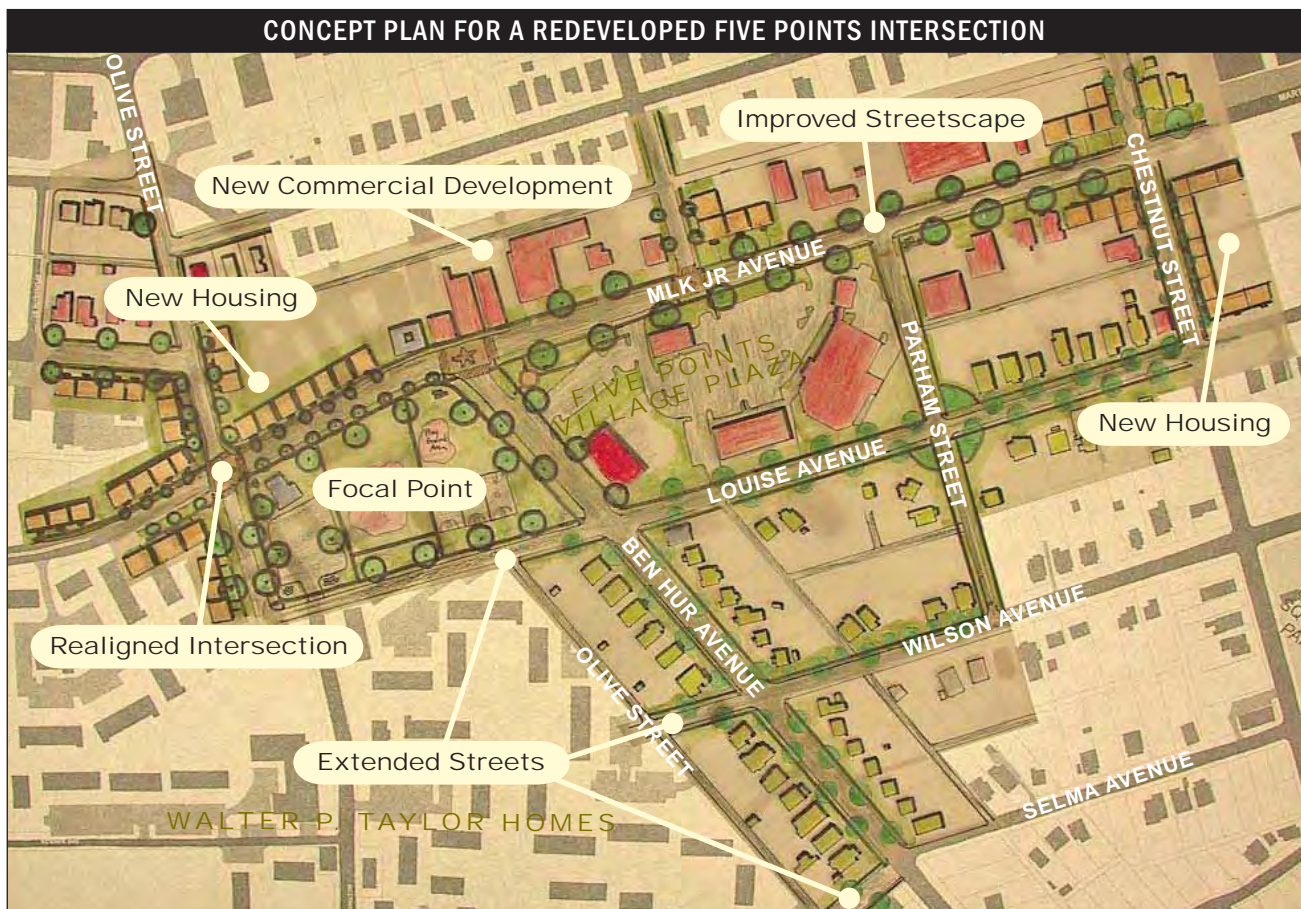 CONCEPT PLAN FOR A REDEVELOPED FIVE POINTS INTERSECTION
OLIVE STREET
Improved Streetscape
New Commercial Development
CHESTNUT STREET
MLK JR AVENUE
New Housing
PARHAM STREET
FIVE POINTS
VILLAGE PLAZA
New Housing
Focal Point
LOUISE AVENUE
BEN HUR AVENUE
WILSON AVENUE
Realigned Intersection
OLIVE STREET
Extended Streets
SELMA AVENUE
WALTER P. TAYLOR HOMES